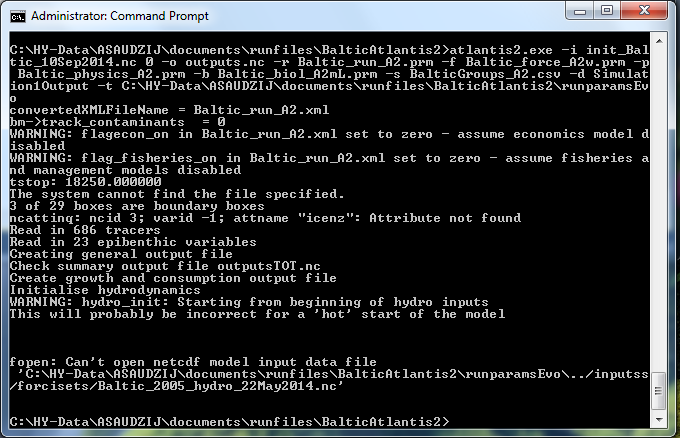 Administrator: Command Prompt
C:\HY-Data\ASAUDZIJ\documents\runfiles\BalticAtlantis2>atlantis2.exe -i init_Bal
tic_10Sep2014.nc 0 -o outputs.nc -r Baltic_run_A2.prm -f Baltic_force_A2w.prm -p
 Baltic_physics_A2.prm -b Baltic_biol_A2mL.prm -s BalticGroups_A2.csv -d Simulat
ion1Output -t C:\HY-Data\ASAUDZIJ\documents\runfiles\BalticAtlantis2\runparamsEv
o
convertedXMLFileName = Baltic_run_A2.xml
bm->track_contaminants  = 0
WARNING: flagecon_on in Baltic_run_A2.xml set to zero - assume economics model d
isabled
WARNING: flag_fisheries_on in Baltic_run_A2.xml set to zero - assume fisheries a
nd management models disabled
tstop: 18250.000000
The system cannot find the file specified.
3 of 29 boxes are boundary boxes
ncattinq: ncid 3; varid -1; attname "icenz": Attribute not found
Read in 686 tracers
Read in 23 epibenthic variables
Creating general output file
Check summary output file outputsTOT.nc
Create growth and consumption output file
Initialise hydrodynamics
WARNING: hydro_init: Starting from beginning of hydro inputs
This will probably be incorrect for a 'hot' start of the model
fopen: Can't open netcdf model input data file
 'C:\HY-Data\ASAUDZIJ\documents\runfiles\BalticAtlantis2\runparamsEvo\../inputss
/forcisets/Baltic_2005_hydro_22May2014.nc'
C:\HY-Data\ASAUDZIJ\documents\runfiles\BalticAtlantis2>